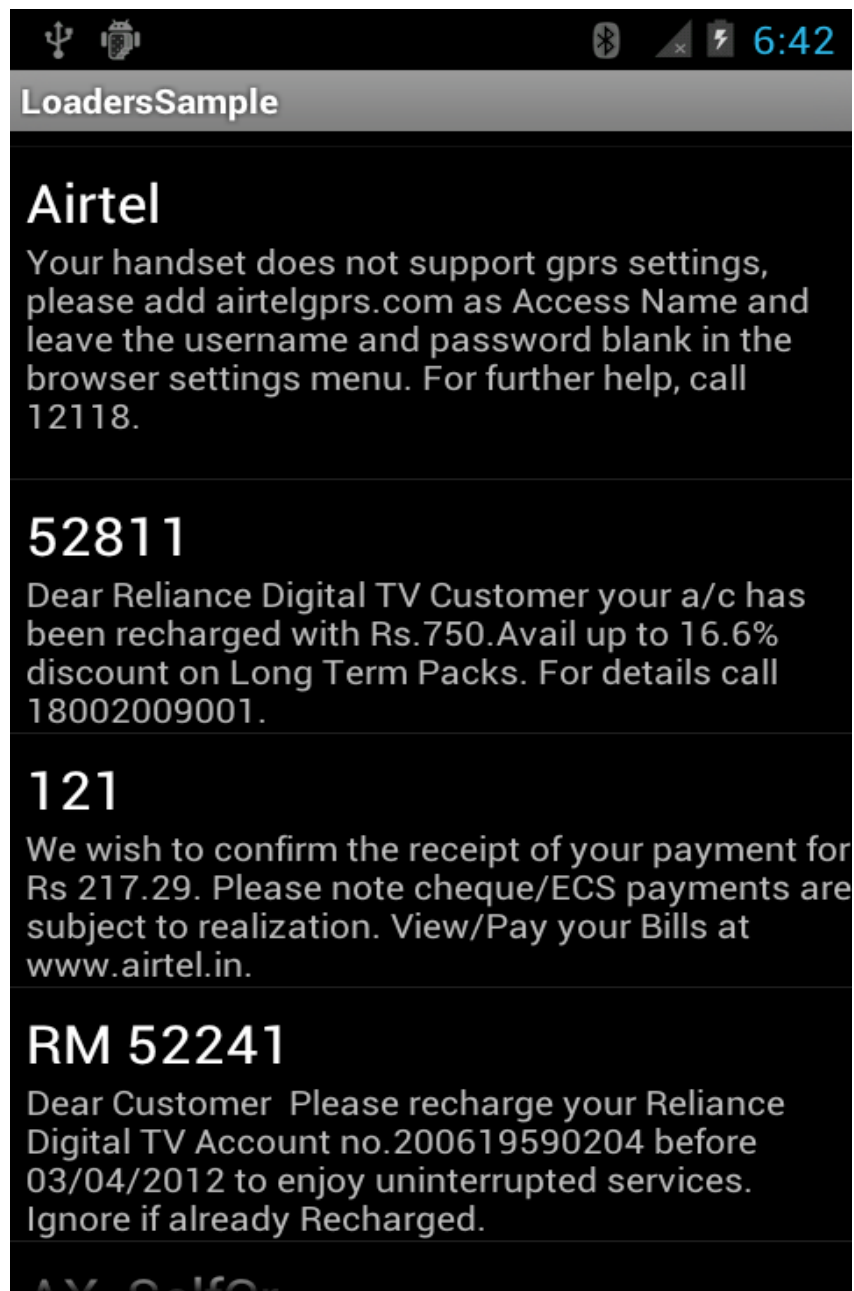 6:42
LoadersSample
Airtel
Your handset does not support gprs settings,
please add airtelgprs.com as Access Name and
leave the username and password blank in the
browser settings menu. For further help, call
12118.
52811
Dear Reliance Digital TV Customer your a/c has
been recharged with Rs.750.Avail up to 16.6%
discount on Long Term Packs. For details call
18002009001.
121
We wish to confirm the receipt of your payment for
Rs 217.29. Please note cheque/ECS payments are
subject to realization. View/Pay your Bills at
www.airtel.in.
RM 52241
Dear Customer  Please recharge your Reliance
Digital TV Account no.200619590204 before
03/04/2012 to enjoy uninterrupted services.
Ignore if already Recharged.